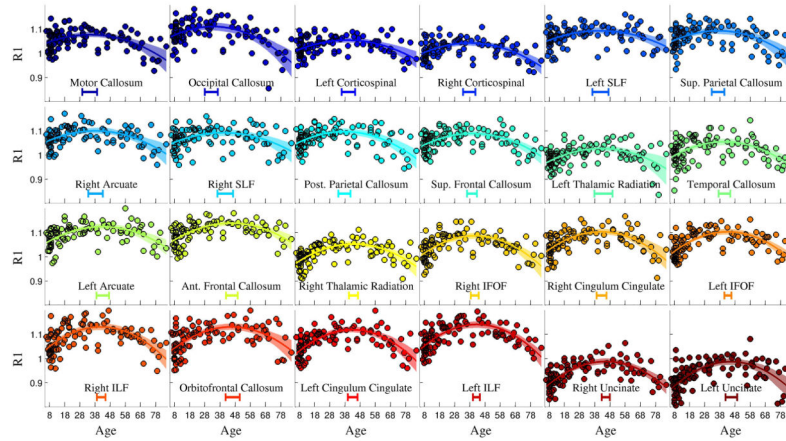 R1 1.1 1 0.9
Motor Callosum Occipital Callosum Left Corticospinal Right Corticospinal Left SLF Sup. Parietal Callosum
R1 1.1 1 0.9
Right Arcuate Right SLF Post. Parietal Callosum Sup. Frontal Callosum Left Thalamic Radiation Temporal Callosum
R1 1.1 1 0.9
Left Arcuate Ant. Frontal Callosum Right Thalamic Radiation Right IFOF Right Cingulum Cingulate Left IFOF
R1 1.1 1 0.9
Right ILF Orbitofrontal Callosum Left Cingulum Cingulate Left ILF Right Uncinate Left Uncinate
8 18 28 38 48 58 68 78 8 18 28 38 48 58 68 78 8 18 28 38 48 58 68 78 8 18 28 38 48 58 68 78 8 18 28 38 48 58 68 78 8 18 28 38 48 58 68 78
Age Age Age Age Age Age